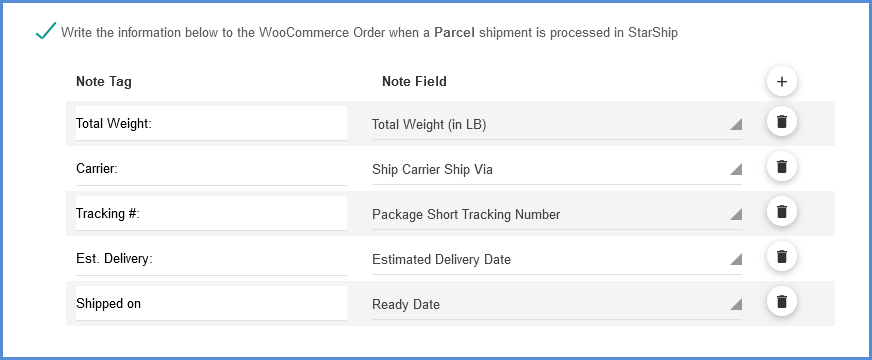 Write the information below to the WooCommerce Order when a Parcel shipment is processed in StarShip
Note Tag Note Field
Total Weight: Total Weight (in LB)
Carrier: Ship Carrier Ship Via
Tracking #: Package Short Tracking Number
Est. Delivery: Estimated Delivery Date
Shipped on Ready Date